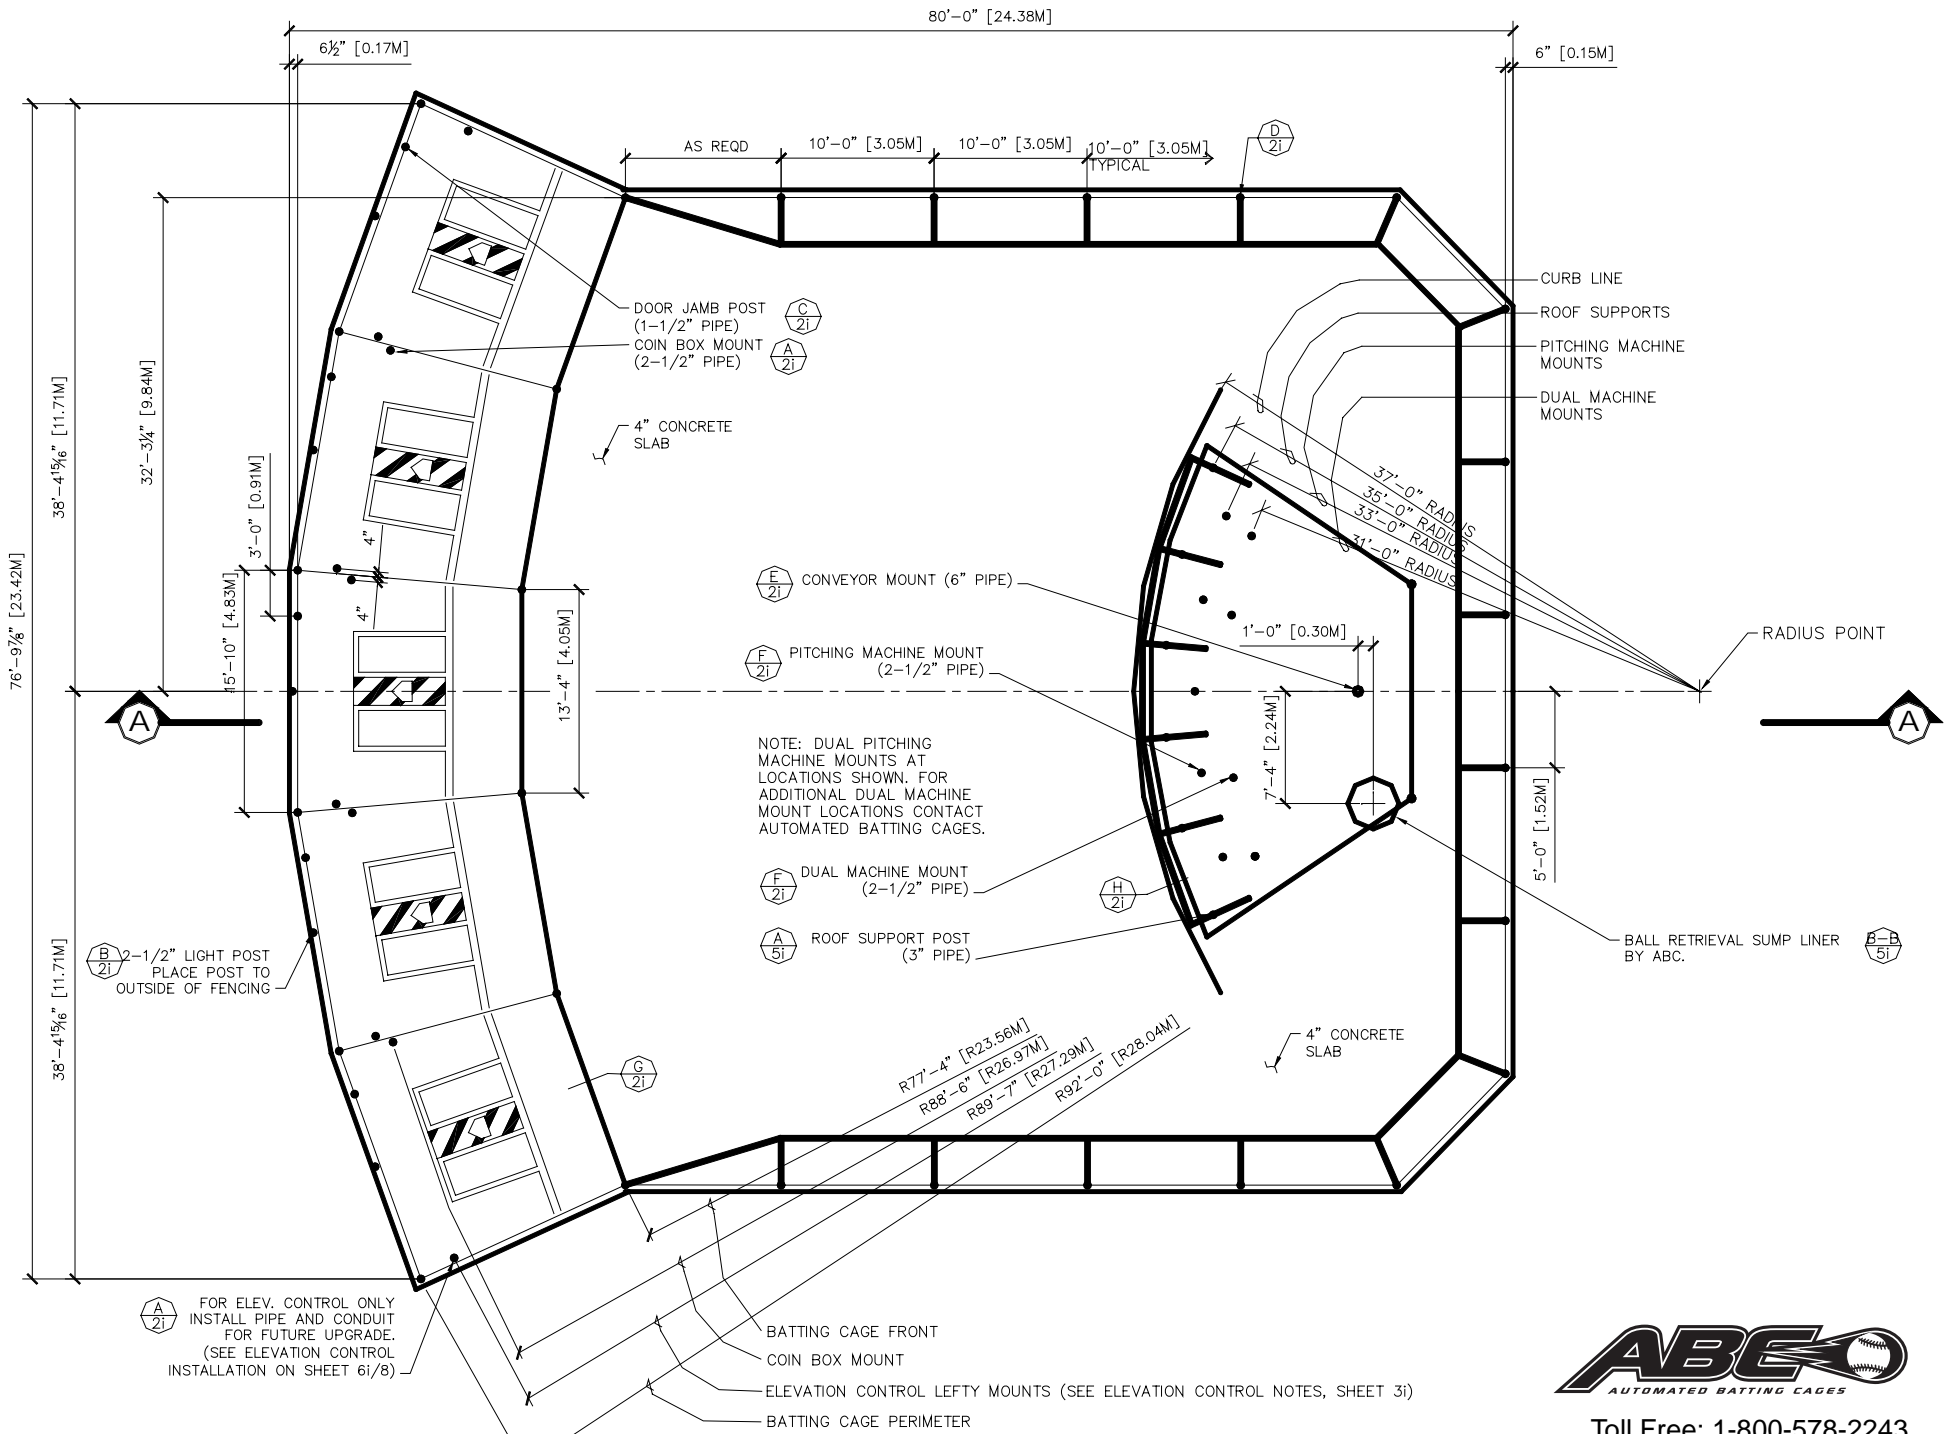 80'-0" [24.38M]
6½" [0.17M]
6" [0.15M]
AS REQD
10'-0" [3.05M]
10'-0" [3.05M]
10'-0" [3.05M]
TYPICAL
D
2i
CURB LINE
ROOF SUPPORTS
PITCHING MACHINE
MOUNTS
DUAL MACHINE
MOUNTS
DOOR JAMB POST
(1-1/2" PIPE)
C
2i
COIN BOX MOUNT
(2-1/2" PIPE)
A
2i
4" CONCRETE
SLAB
76'-9⅞" [23.42M]
38'-4¹⁵⁄₁₆" [11.71M]
38'-4¹⁵⁄₁₆" [11.71M]
32'-3¼" [9.84M]
3'-0" [0.91M]
15'-10" [4.83M]
4"
4"
13'-4" [4.05M]
37'-0" RADIUS
35'-0" RADIUS
33'-0" RADIUS
31'-0" RADIUS
RADIUS POINT
E
2i
CONVEYOR MOUNT (6" PIPE)
1'-0" [0.30M]
F
2i
PITCHING MACHINE MOUNT
(2-1/2" PIPE)
7'-4" [2.24M]
5'-0" [1.52M]
A
A
NOTE: DUAL PITCHING
MACHINE MOUNTS AT
LOCATIONS SHOWN. FOR
ADDITIONAL DUAL MACHINE
MOUNT LOCATIONS CONTACT
AUTOMATED BATTING CAGES.
F
2i
DUAL MACHINE MOUNT
(2-1/2" PIPE)
H
2i
A
5i
ROOF SUPPORT POST
(3" PIPE)
BALL RETRIEVAL SUMP LINER
BY ABC.
B-B
5i
B
2i
2-1/2" LIGHT POST
PLACE POST TO
OUTSIDE OF FENCING
4" CONCRETE
SLAB
G
2i
R77'-4" [R23.56M]
R88'-6" [R26.97M]
R89'-7" [R27.29M]
R92'-0" [R28.04M]
A
2i
FOR ELEV. CONTROL ONLY
INSTALL PIPE AND CONDUIT
FOR FUTURE UPGRADE.
(SEE ELEVATION CONTROL
INSTALLATION ON SHEET 6i/8)
BATTING CAGE FRONT
COIN BOX MOUNT
ELEVATION CONTROL LEFTY MOUNTS (SEE ELEVATION CONTROL NOTES, SHEET 3i)
BATTING CAGE PERIMETER
ABC
AUTOMATED BATTING CAGES
Toll Free: 1-800-578-2243